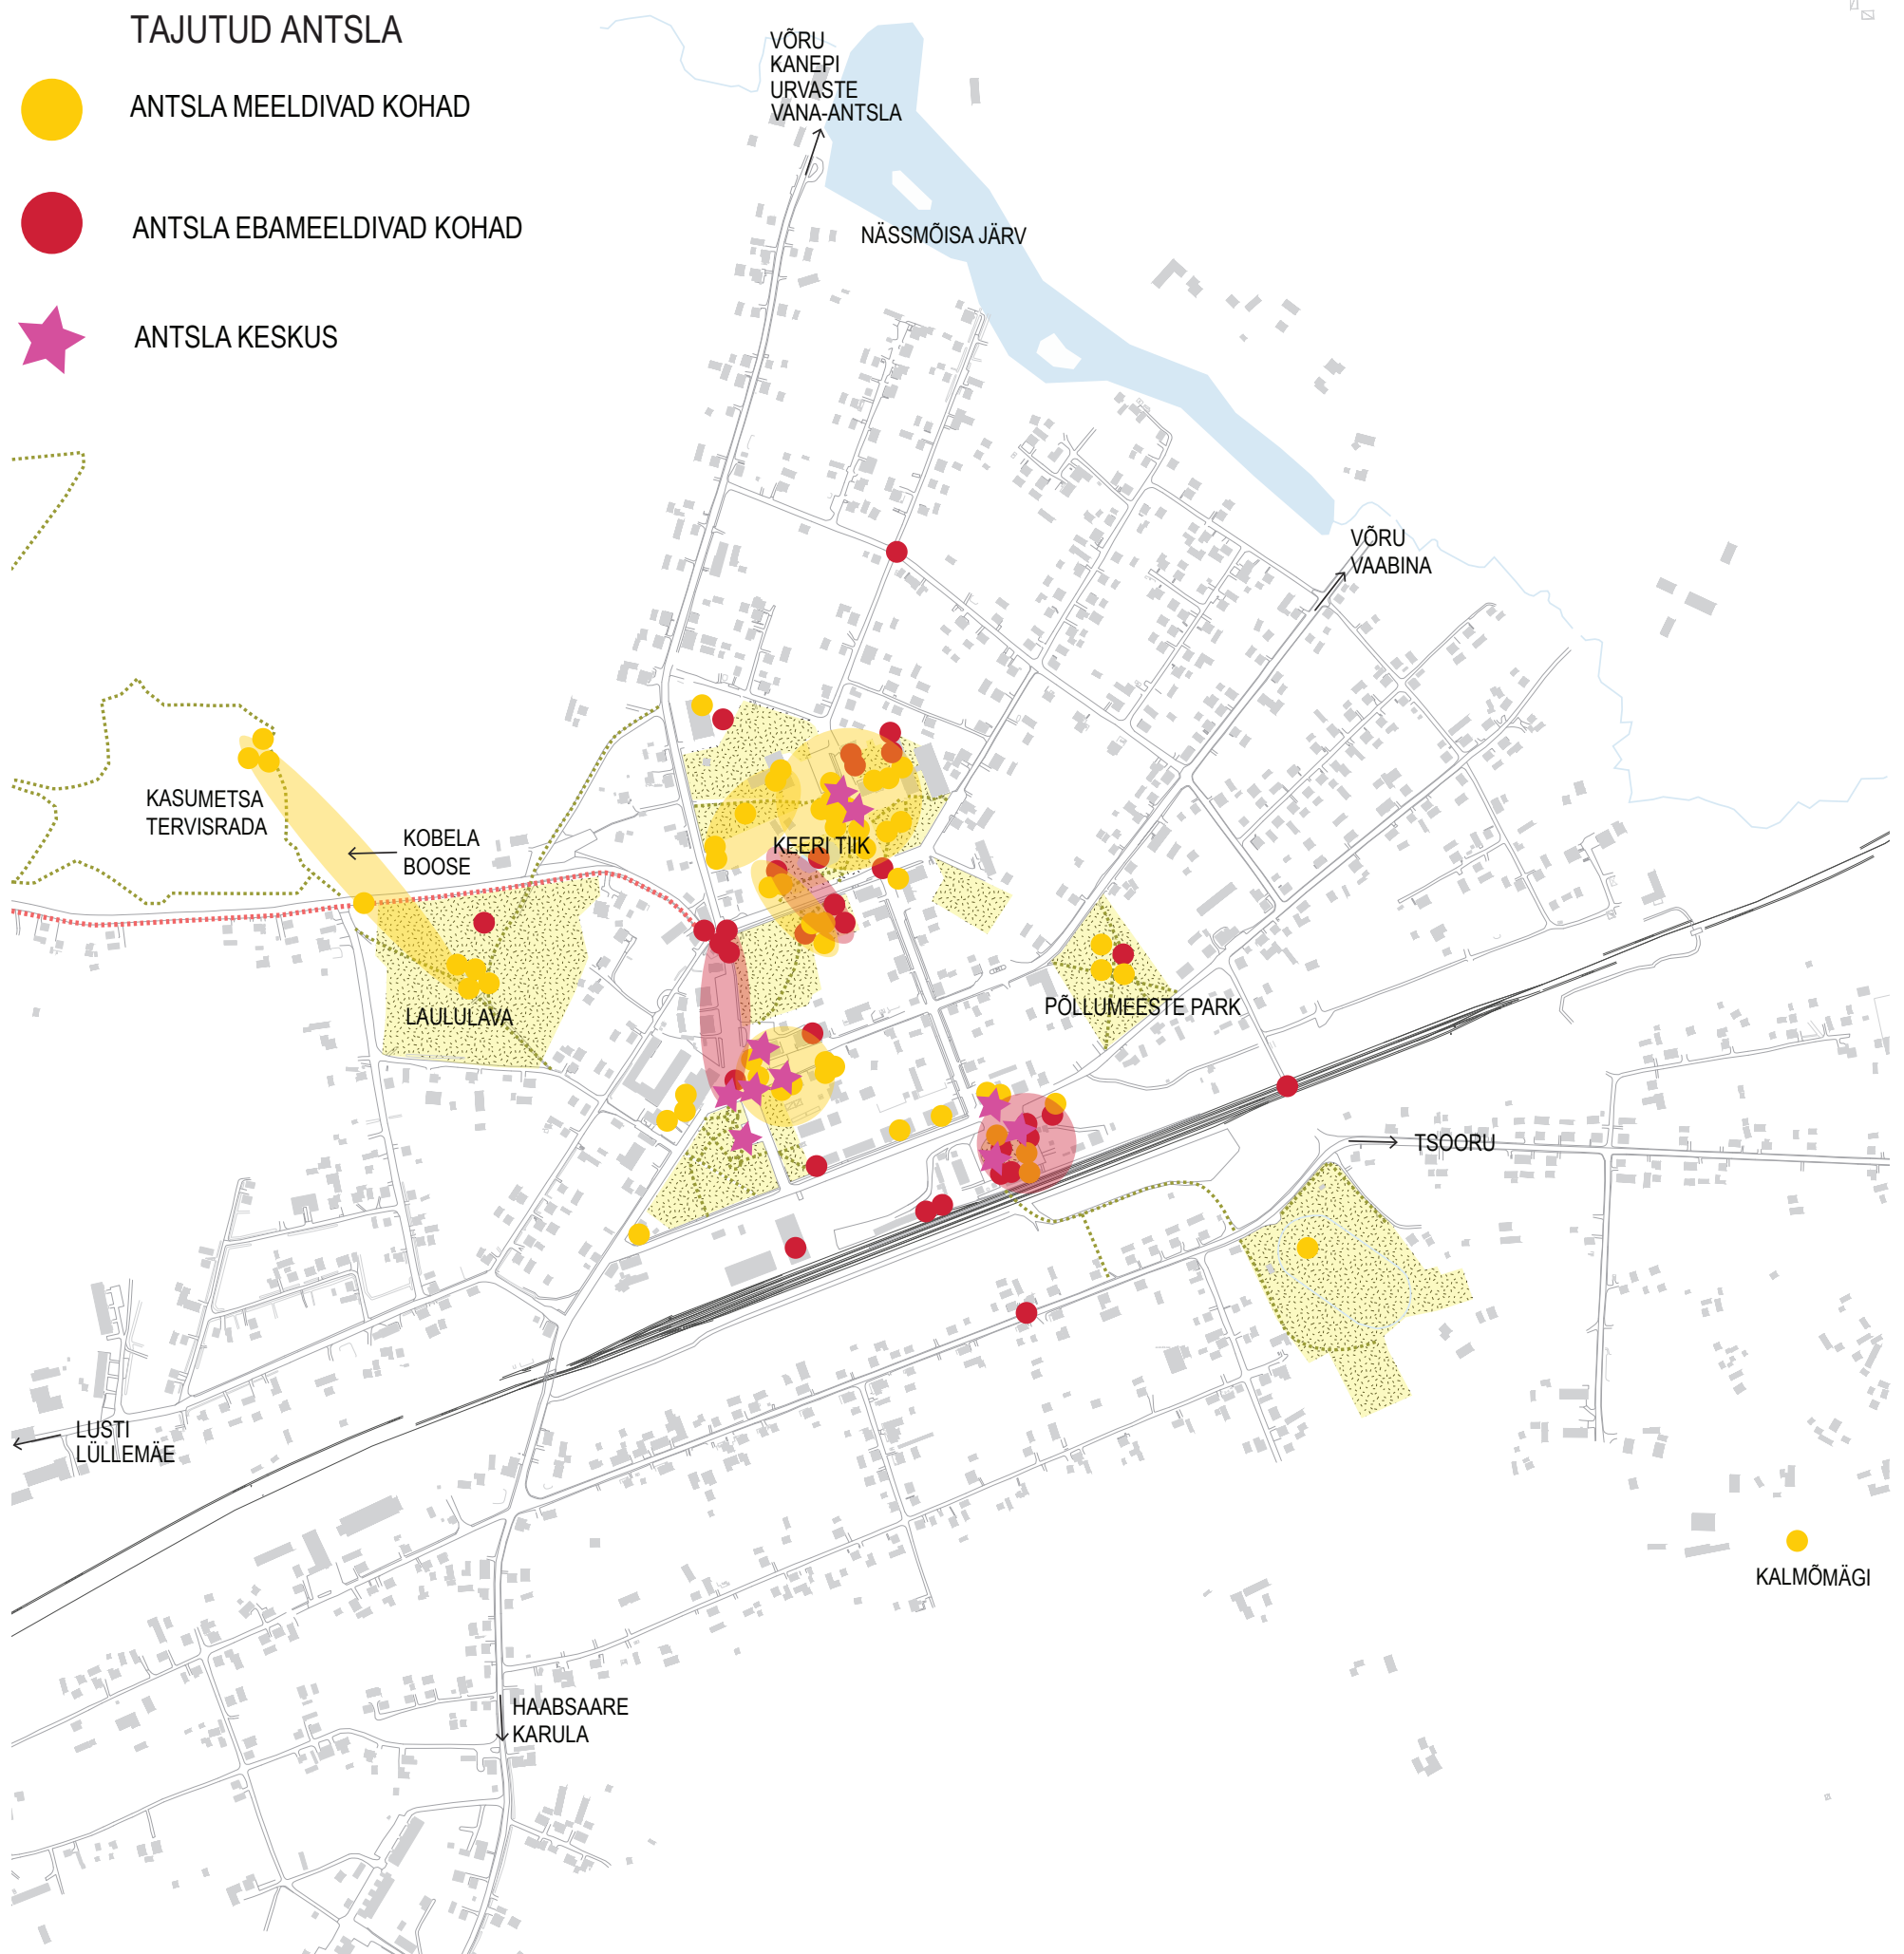 TAJUTUD ANTSLA
ANTSLA MEELDIVAD KOHAD
ANTSLA EBAMEELDIVAD KOHAD
ANTSLA KESKUS
VÕRU
KANEPI
URVASTE
VANA-ANTSLA
NÄSSMÕISA JÄRV
VÕRU
VAABINA
KASUMETSA
TERVISRADA
KOBELA
BOOSE
KEERI TIIK
LAULULAVA
PÕLLUMEESTE PARK
TSOORU
LUSTI
LÜLLEMÄE
KALMÕMÄGI
HAABSAARE
KARULA